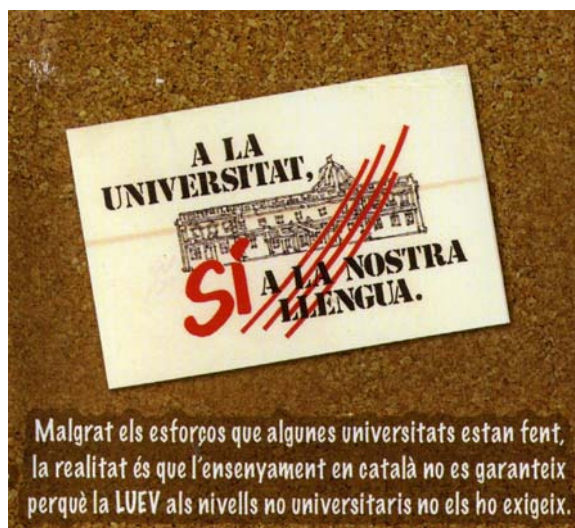 A LA
UNIVERSITAT,
SÍ A LA NOSTRA
LLENGUA.
Malgrat els esforços que algunes universitats estan fent,
la realitat és que l'ensenyament en català no es garanteix
perquè la LUEV als nivells no universitaris no els ho exigeix.